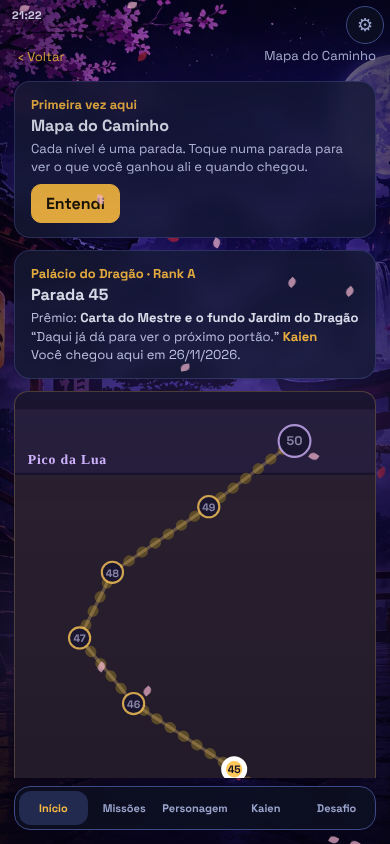 21:22
‹ Voltar
Mapa do Caminho
Primeira vez aqui
Mapa do Caminho
Cada nível é uma parada. Toque numa parada para
ver o que você ganhou ali e quando chegou.
Entendi
Palácio do Dragão · Rank A
Parada 45
Prêmio: Carta do Mestre e o fundo Jardim do Dragão
“Daqui já dá para ver o próximo portão.” Kaien
Você chegou aqui em 26/11/2026.
50
Pico da Lua
49
48
47
46
45
Início Missões Personagem Kaien Desafio